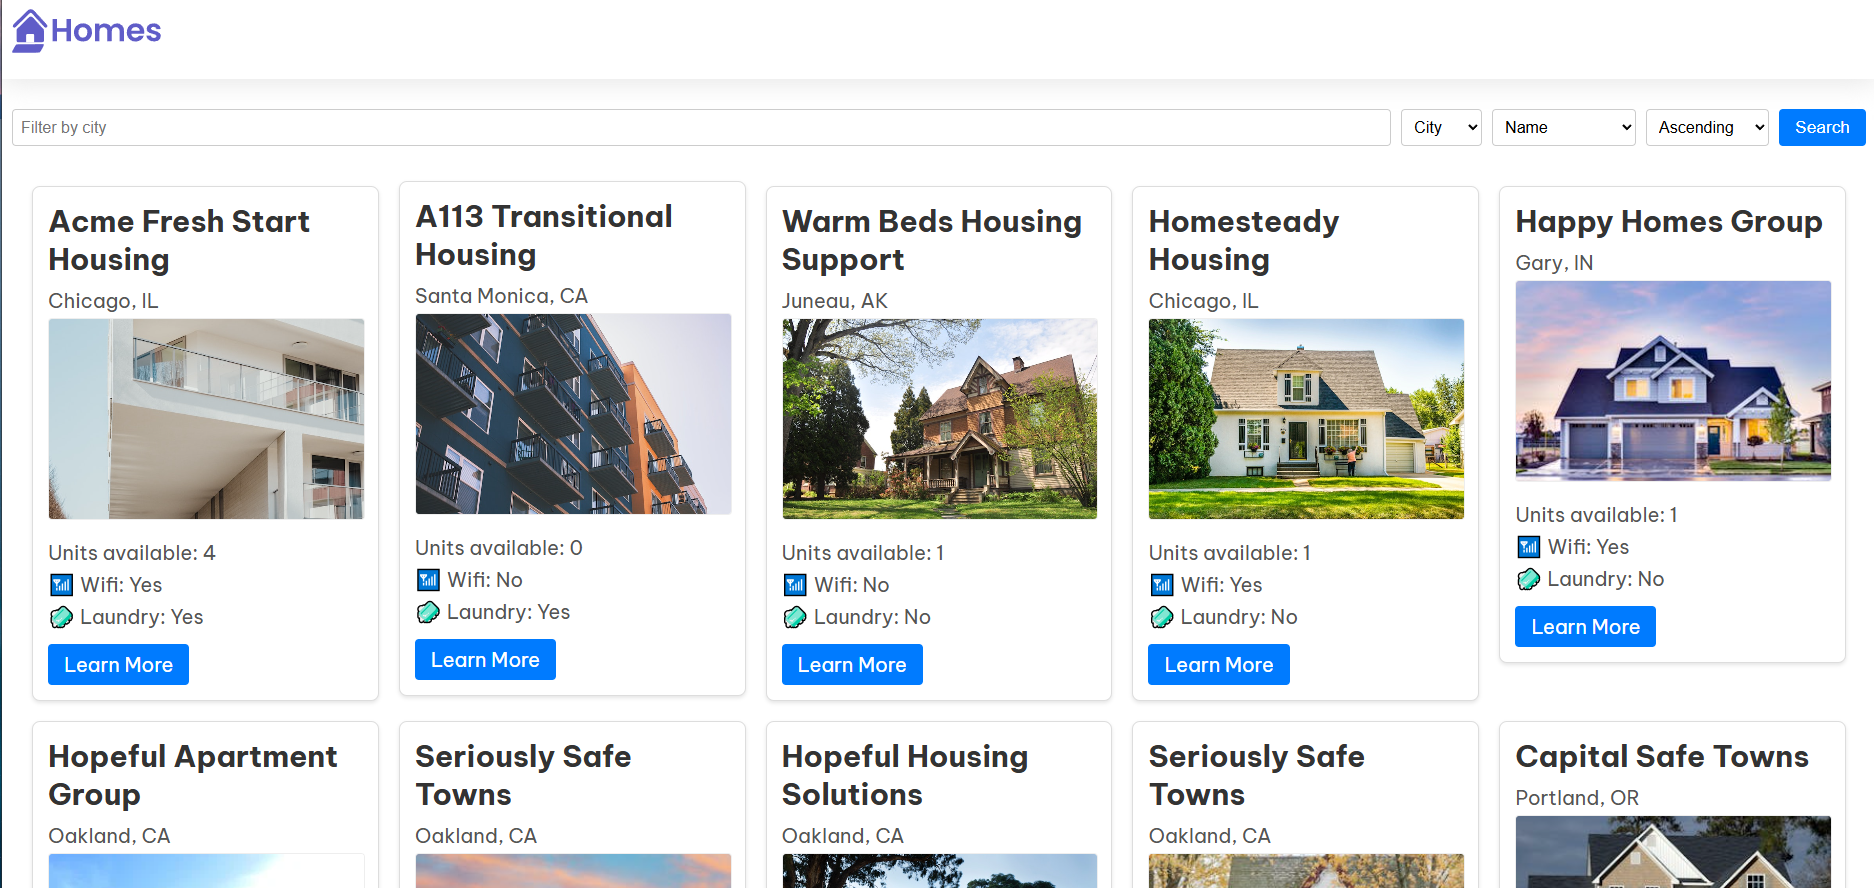 Homes
Filter by city
City
Name
Ascending
Search
Acme Fresh Start
Housing
Chicago, IL
Units available: 4
Wifi: Yes
Laundry: Yes
Learn More
A113 Transitional
Housing
Santa Monica, CA
Units available: 0
Wifi: No
Laundry: Yes
Learn More
Warm Beds Housing
Support
Juneau, AK
Units available: 1
Wifi: No
Laundry: No
Learn More
Homesteady
Housing
Chicago, IL
Units available: 1
Wifi: Yes
Laundry: No
Learn More
Happy Homes Group
Gary, IN
Units available: 1
Wifi: Yes
Laundry: No
Learn More
Hopeful Apartment
Group
Oakland, CA
Seriously Safe
Towns
Oakland, CA
Hopeful Housing
Solutions
Oakland, CA
Seriously Safe
Towns
Oakland, CA
Capital Safe Towns
Portland, OR